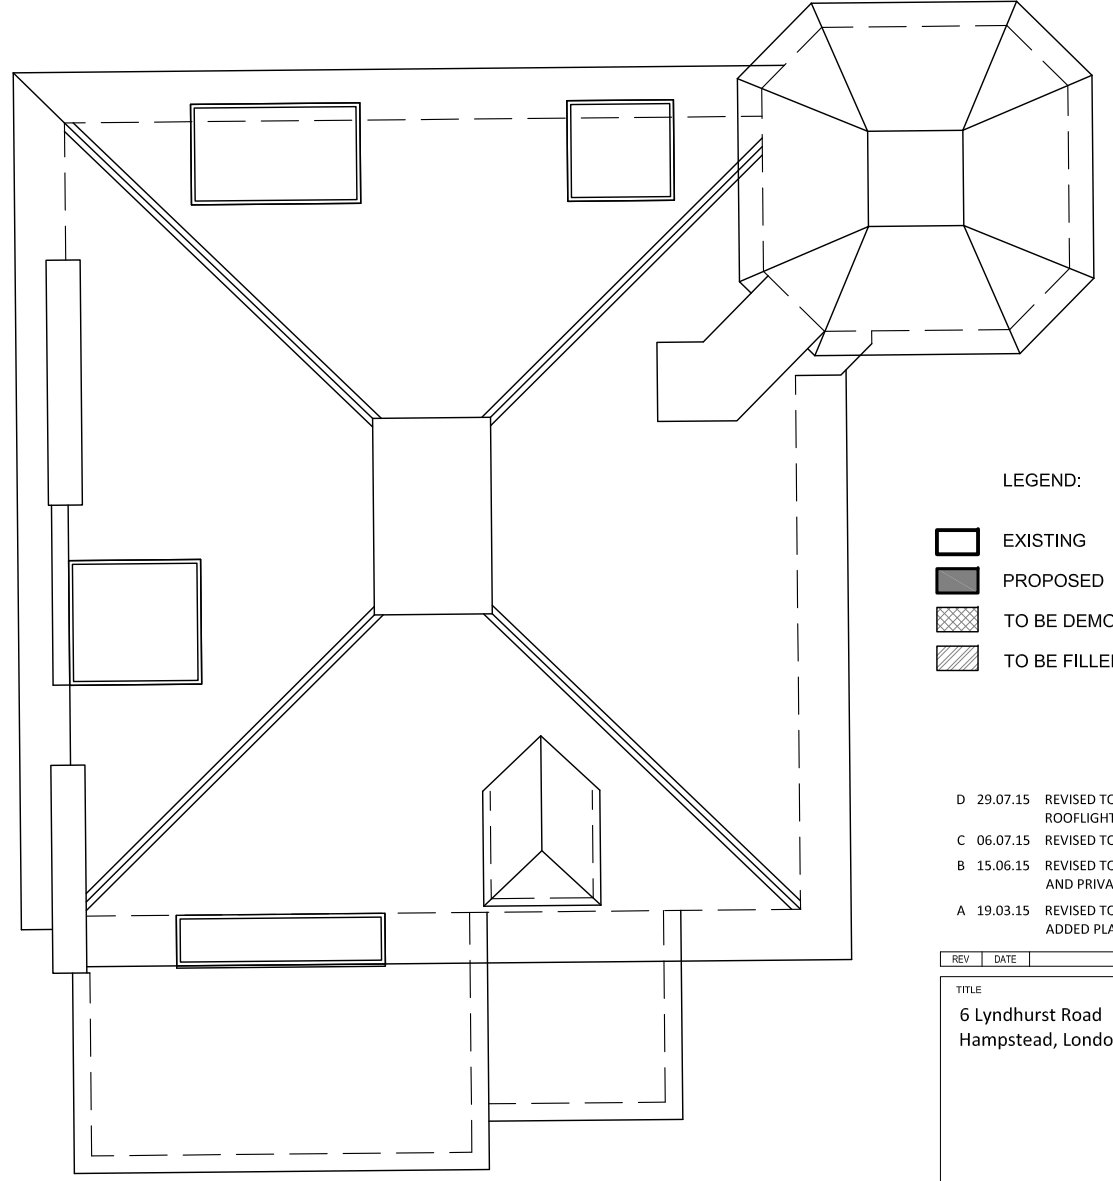 LEGEND:
EXISTING
PROPOSED
TO BE DEMO
TO BE FILLE
D 29.07.15 REVISED TO
ROOFLIGHT
C 06.07.15 REVISED TO
B 15.06.15 REVISED TO
AND PRIVA
A 19.03.15 REVISED TO
ADDED PLA
REV DATE
TITLE
6 Lyndhurst Road
Hampstead, Londo